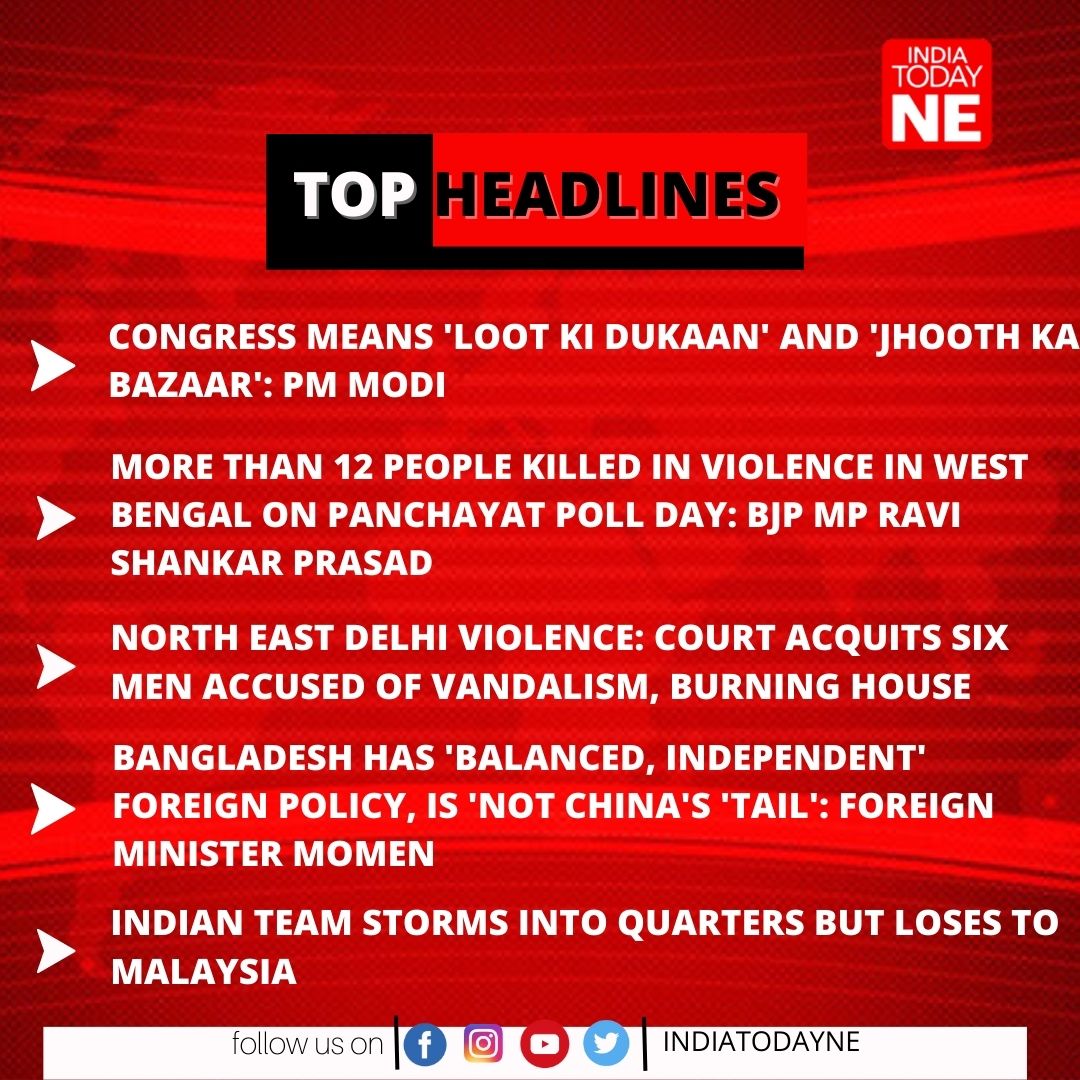 INDIA
TODAY
NE
TOP HEADLINES
CONGRESS MEANS 'LOOT KI DUKAAN' AND 'JHOOTH KA
BAZAAR': PM MODI
MORE THAN 12 PEOPLE KILLED IN VIOLENCE IN WEST
BENGAL ON PANCHAYAT POLL DAY: BJP MP RAVI
SHANKAR PRASAD
NORTH EAST DELHI VIOLENCE: COURT ACQUITS SIX
MEN ACCUSED OF VANDALISM, BURNING HOUSE
BANGLADESH HAS 'BALANCED, INDEPENDENT'
FOREIGN POLICY, IS 'NOT CHINA'S 'TAIL': FOREIGN
MINISTER MOMEN
INDIAN TEAM STORMS INTO QUARTERS BUT LOSES TO
MALAYSIA
follow us on | INDIATODAYNE